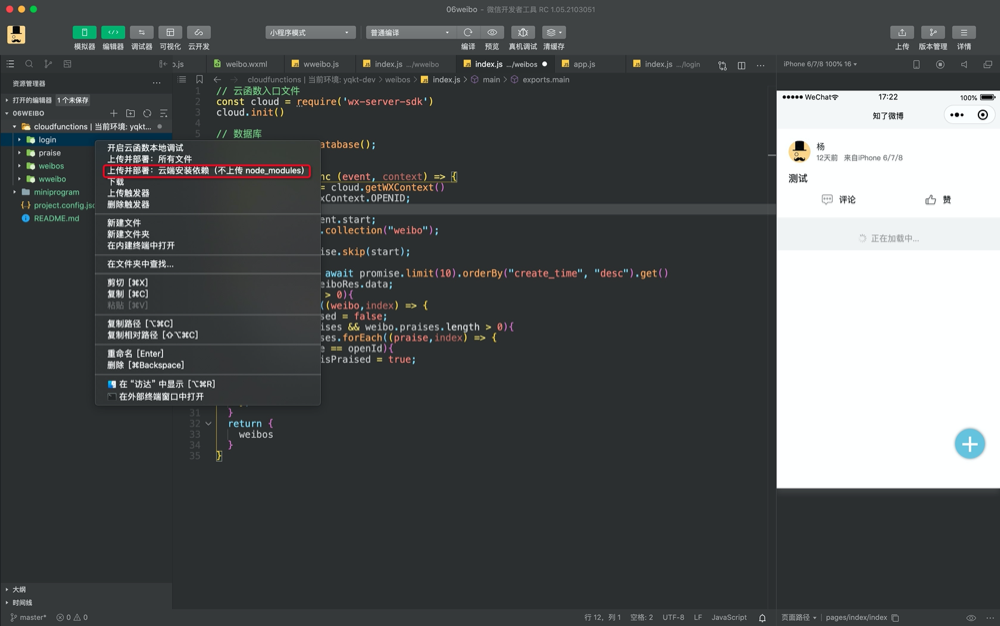 06weibo - 微信开发者工具 RC 1.05.2103051
模拟器 编辑器 调试器 可视化 云开发
小程序模式 普通编译
编译 预览 真机调试 清缓存
上传 版本管理 详情
p.js weibo.wxml wweibo.js index.js .../wweibo index.js .../weibos app.js index.js .../login
iPhone 6/7/8 100% 16
资源管理器
打开的编辑器 1 个未保存
06WEIBO
cloudfunctions | 当前环境: yqkt...
login
praise
weibos
wweibo
miniprogram
project.config.jsc
README.md
大纲
时间线
开启云函数本地调试
上传并部署：所有文件
上传并部署：云端安装依赖（不上传 node_modules）
下载
上传触发器
删除触发器
新建文件
新建文件夹
在内建终端中打开
在文件夹中查找...
剪切 [⌘X]
复制 [⌘C]
粘贴 [⌘V]
复制路径 [⌥⌘C]
复制相对路径 [⇧⌥⌘C]
重命名 [Enter]
删除 [⌘Backspace]
在 “访达” 中显示 [⌥⌘R]
在外部终端窗口中打开
cloudfunctions | 当前环境: yqkt-dev > weibos > index.js > main > exports.main
1 // 云函数入口文件
2 const cloud = require('wx-server-sdk')
3 cloud.init()
4
5 // 数据库
atabase();
nc (event, context) => {
= cloud.getWXContext()
xContext.OPENID;
ent.start;
.collection("weibo");
ise.skip(start);
await promise.limit(10).orderBy("create_time", "desc").get()
eiboRes.data;
> 0){
((weibo,index) => {
sed = false;
ises && weibo.praises.length > 0){
ses.forEach((praise,index) => {
e == openId){
isPraised = true;
31 }
32 return {
33 weibos
34 }
35 }
WeChat 17:22 100%
知了微博
杨
12天前 来自iPhone 6/7/8
测试
评论 赞
正在加载中...
master* 0 0
行 12，列 1 空格: 2 UTF-8 LF JavaScript
页面路径 pages/index/index